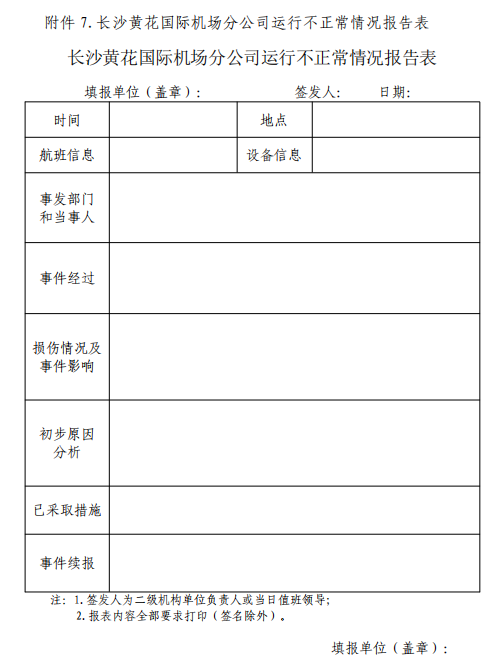 附件 7.长沙黄花国际机场分公司运行不正常情况报告表
长沙黄花国际机场分公司运行不正常情况报告表
填报单位（盖章）： 签发人： 日期：
时间 地点
航班信息 设备信息
事发部门
和当事人
事件经过
损伤情况及
事件影响
初步原因
分析
已采取措施
事件续报
注：1.签发人为二级机构单位负责人或当日值班领导；
2.报表内容全部要求打印（签名除外）。
填报单位（盖章）：